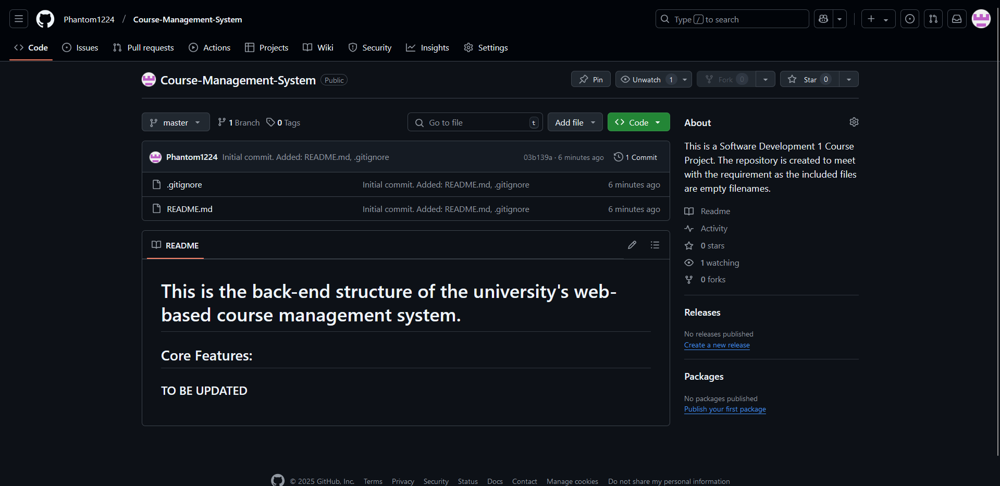 Phantom1224 / Course-Management-System
Type / to search
Code Issues Pull requests Actions Projects Wiki Security Insights Settings
Course-Management-System Public
Pin Unwatch 1 Fork 0 Star 0
master 1 Branch 0 Tags
Go to file t Add file Code
Phantom1224 Initial commit. Added: README.md, .gitignore 03b139a · 6 minutes ago 1 Commit
.gitignore Initial commit. Added: README.md, .gitignore 6 minutes ago
README.md Initial commit. Added: README.md, .gitignore 6 minutes ago
README
This is the back-end structure of the university's web-
based course management system.
Core Features:
TO BE UPDATED
About
This is a Software Development 1 Course
Project. The repository is created to meet
with the requirement as the included files
are empty filenames.
Readme
Activity
0 stars
1 watching
0 forks
Releases
No releases published
Create a new release
Packages
No packages published
Publish your first package
© 2025 GitHub, Inc. Terms Privacy Security Status Docs Contact Manage cookies Do not share my personal information